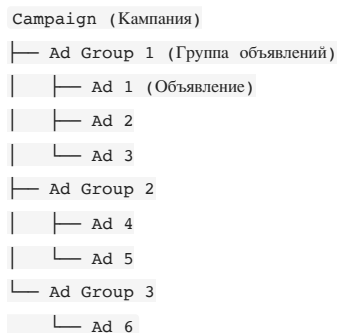 Campaign (Кампания)
├── Ad Group 1 (Группа объявлений)
│   ├── Ad 1 (Объявление)
│   ├── Ad 2
│   └── Ad 3
├── Ad Group 2
│   ├── Ad 4
│   └── Ad 5
└── Ad Group 3
    └── Ad 6